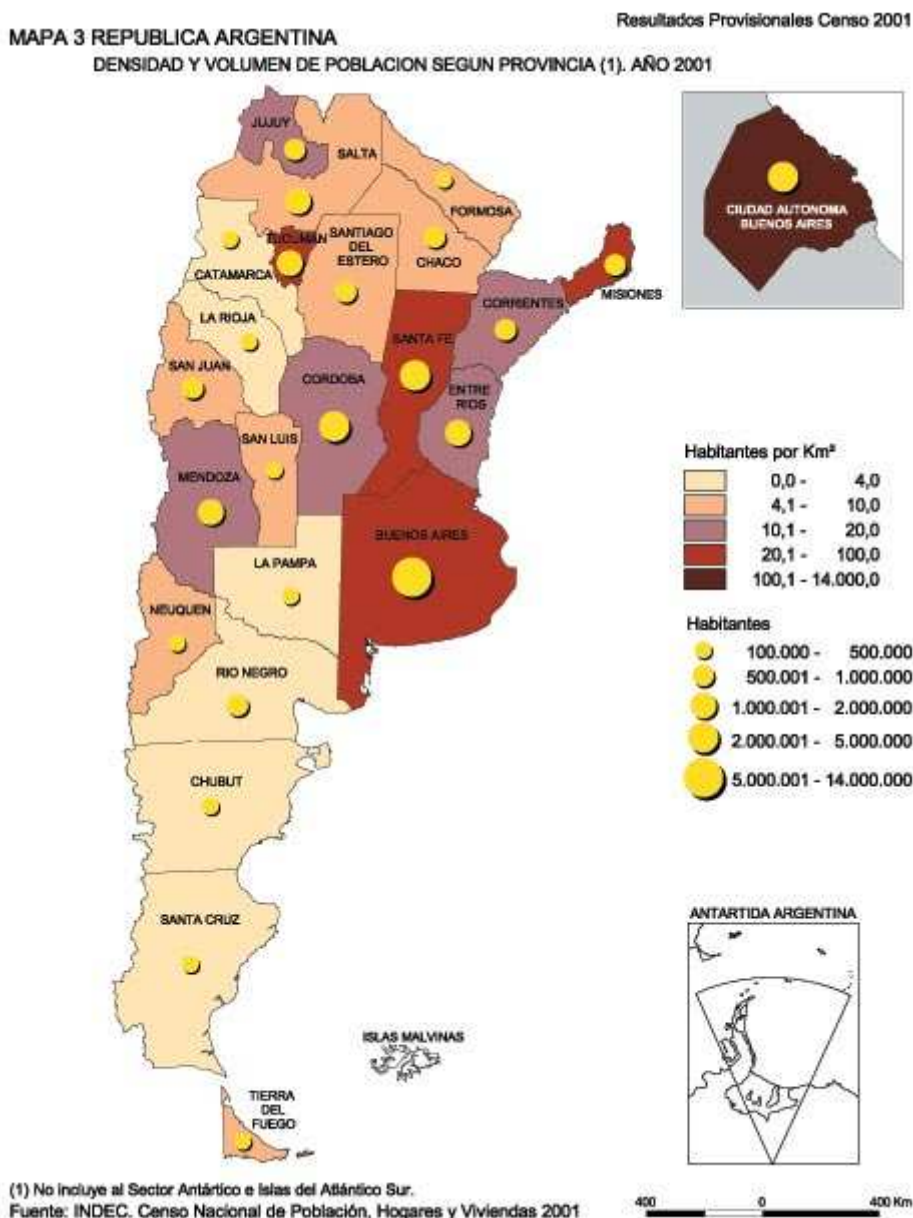 Resultados Provisionales Censo 2001
MAPA 3 REPUBLICA ARGENTINA
DENSIDAD Y VOLUMEN DE POBLACION SEGUN PROVINCIA (1). AÑO 2001
JUJUY
SALTA
FORMOSA
TUCUMAN
SANTIAGO
DEL
ESTERO
CHACO
CATAMARCA
MISIONES
CORRIENTES
LA RIOJA
SANTA FE
SAN JUAN
CORDOBA
ENTRE
RIOS
SAN LUIS
MENDOZA
BUENOS AIRES
LA PAMPA
NEUQUEN
RIO NEGRO
CHUBUT
SANTA CRUZ
ISLAS MALVINAS
TIERRA
DEL
FUEGO
CIUDAD AUTONOMA
BUENOS AIRES
Habitantes por Km²
0,0 - 4,0
4,1 - 10,0
10,1 - 20,0
20,1 - 100,0
100,1 - 14.000,0
Habitantes
100.000 - 500.000
500.001 - 1.000.000
1.000.001 - 2.000.000
2.000.001 - 5.000.000
5.000.001 - 14.000.000
ANTARTIDA ARGENTINA
(1) No incluye al Sector Antártico e Islas del Atlántico Sur.
Fuente: INDEC. Censo Nacional de Población, Hogares y Viviendas 2001
400 0 400 Km